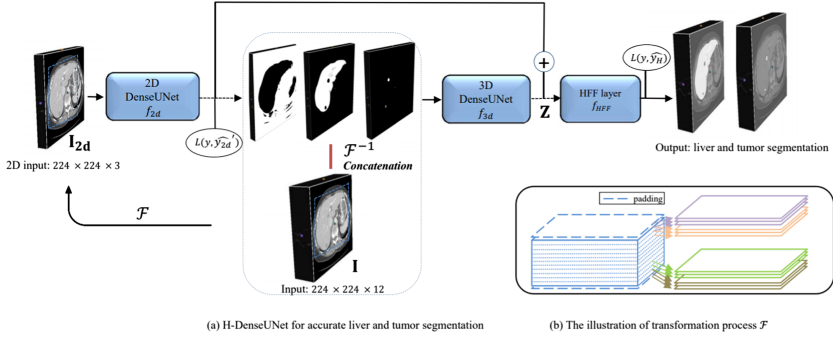 2D
DenseUNet
f2d
I2d
2D input: 224 × 224 × 3
ℱ
L(y, ŷ2d′)
ℱ−1
Concatenation
I
Input: 224 × 224 × 12
3D
DenseUNet
f3d
+
Z
HFF layer
fHFF
L(y, ŷH)
Output: liver and tumor segmentation
padding
(a) H-DenseUNet for accurate liver and tumor segmentation
(b) The illustration of transformation process ℱ